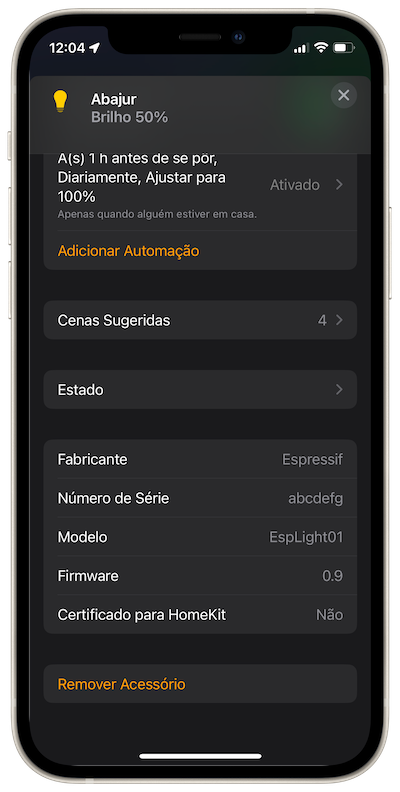 12:04
Abajur
Brilho 50%
A(s) 1 h antes de se pôr,
Diariamente, Ajustar para
100%
Ativado
Apenas quando alguém estiver em casa.
Adicionar Automação
Cenas Sugeridas
4
Estado
Fabricante
Espressif
Número de Série
abcdefg
Modelo
EspLight01
Firmware
0.9
Certificado para HomeKit
Não
Remover Acessório